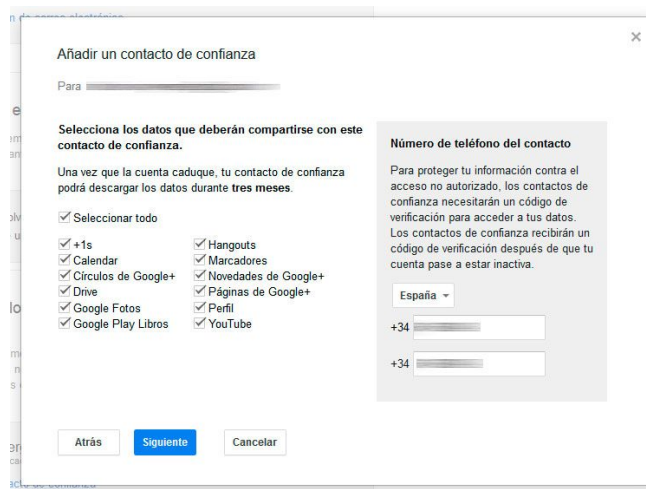 Añadir un contacto de confianza
Para
Selecciona los datos que deberán compartirse con este
contacto de confianza.
Una vez que la cuenta caduque, tu contacto de confianza
podrá descargar los datos durante tres meses.
Seleccionar todo
+1s
Calendar
Círculos de Google+
Drive
Google Fotos
Google Play Libros
Hangouts
Marcadores
Novedades de Google+
Páginas de Google+
Perfil
YouTube
Número de teléfono del contacto
Para proteger tu información contra el
acceso no autorizado, los contactos de
confianza necesitarán un código de
verificación para acceder a tus datos.
Los contactos de confianza recibirán un
código de verificación después de que tu
cuenta pase a estar inactiva.
España
+34
+34
Atrás
Siguiente
Cancelar